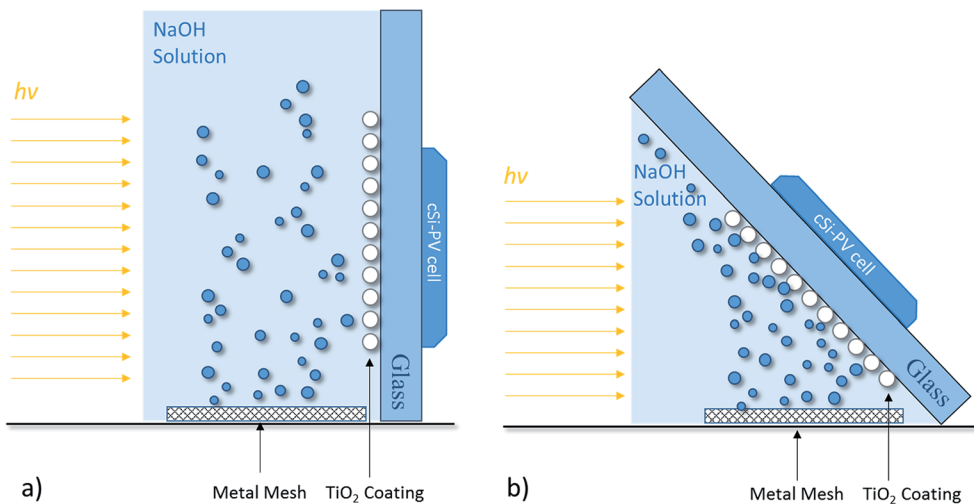 NaOH
Solution
hv
cSi-PV cell
Glass
a)
Metal Mesh
TiO₂ Coating
NaOH
Solution
hv
cSi-PV cell
Glass
b)
Metal Mesh
TiO₂ Coating